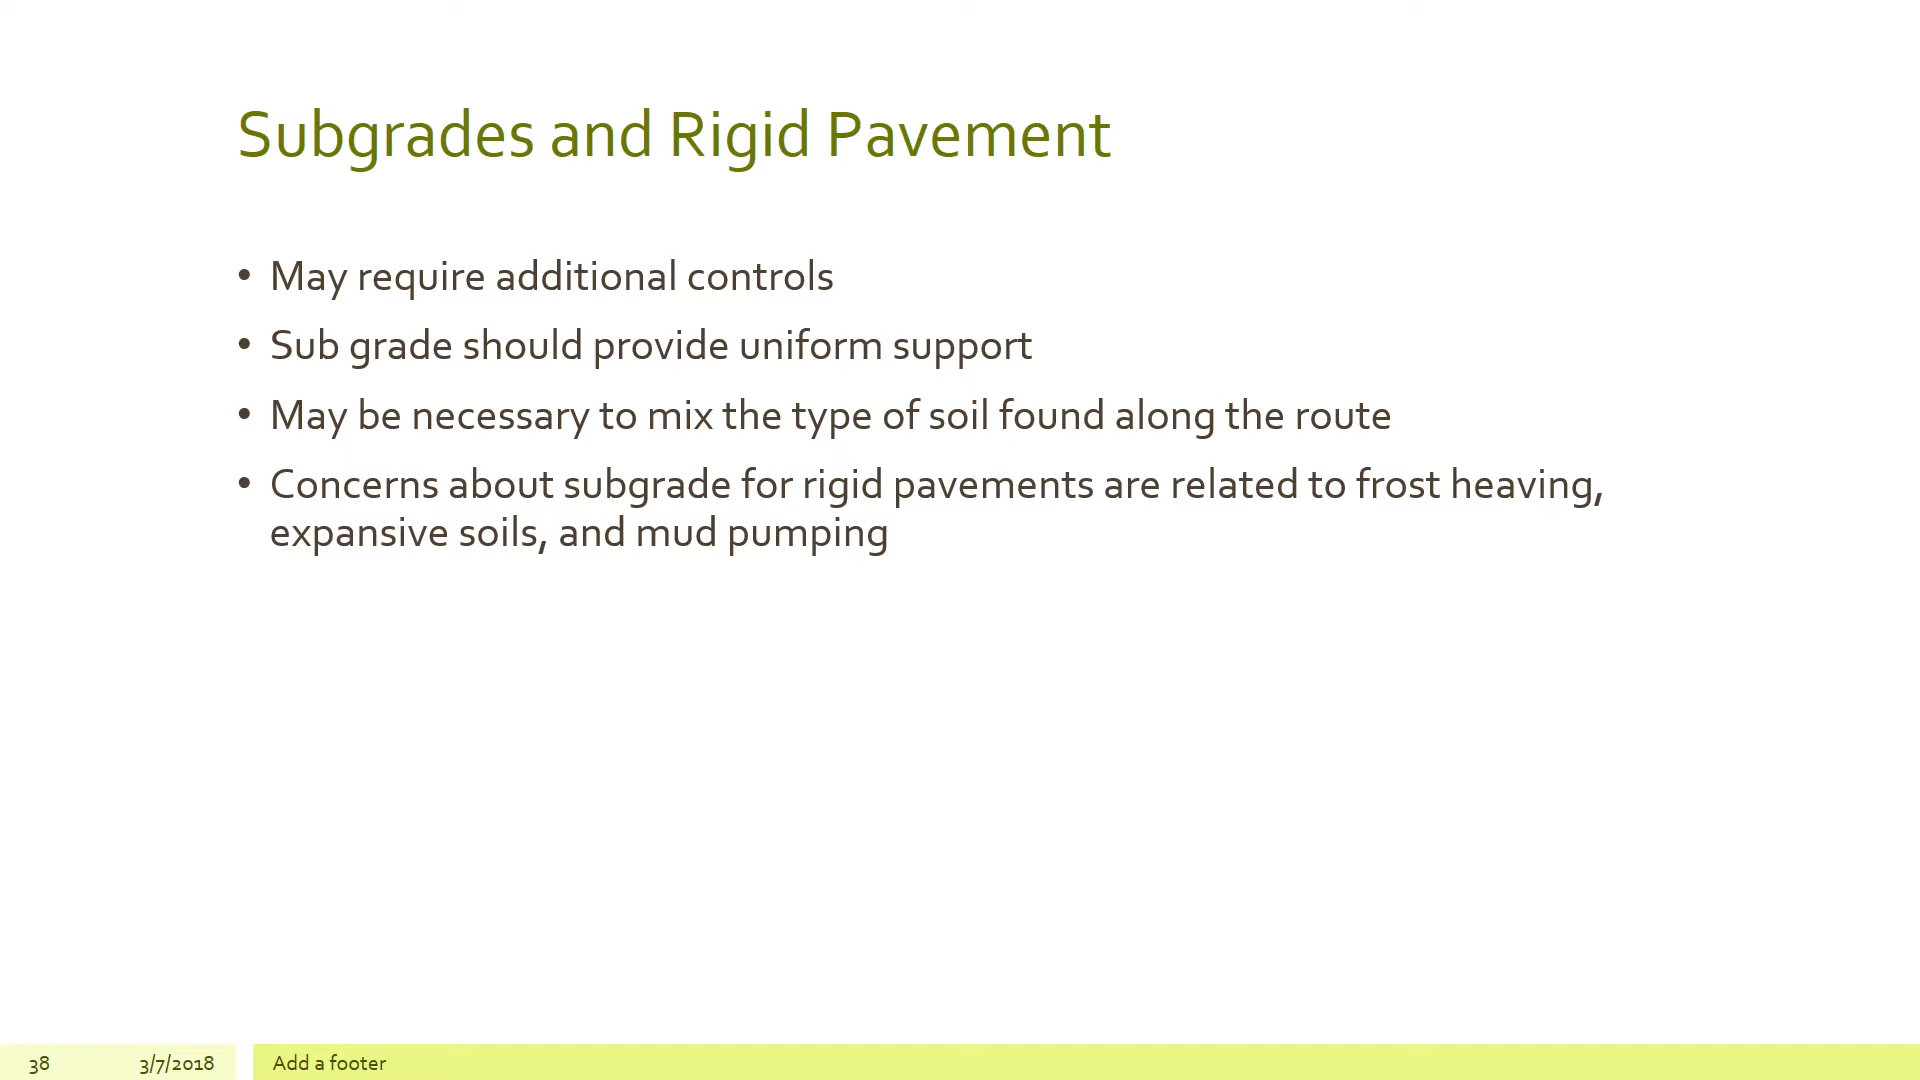 Subgrades and Rigid Pavement
• May require additional controls
• Sub grade should provide uniform support
• May be necessary to mix the type of soil found along the route
• Concerns about subgrade for rigid pavements are related to frost heaving,
expansive soils, and mud pumping
38 3/7/2018 Add a footer